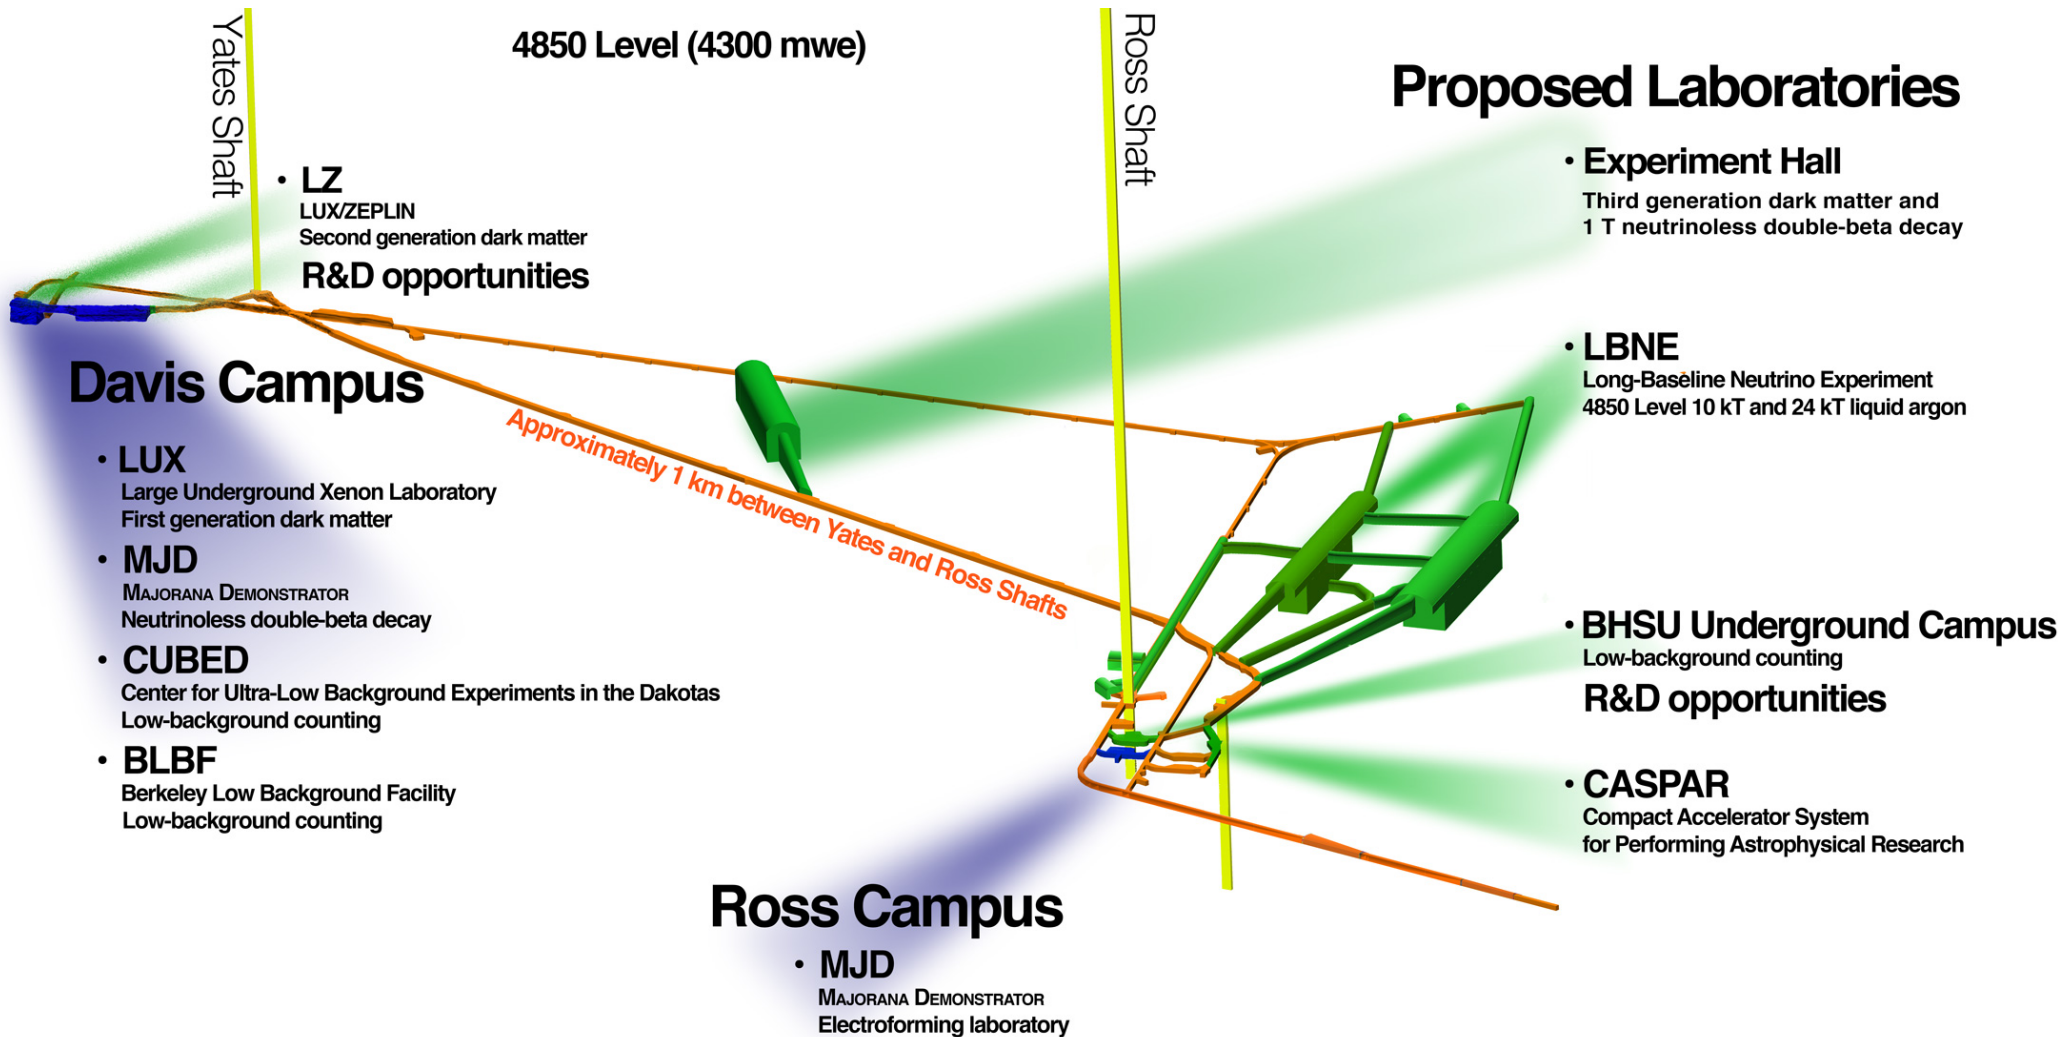 4850 Level (4300 mwe)
Yates Shaft
Ross Shaft
Proposed Laboratories
• Experiment Hall
Third generation dark matter and
1 T neutrinoless double-beta decay
• LZ
LUX/ZEPLIN
Second generation dark matter
R&D opportunities
• LBNE
Long-Baseline Neutrino Experiment
4850 Level 10 kT and 24 kT liquid argon
Davis Campus
• LUX
Large Underground Xenon Laboratory
First generation dark matter
• MJD
MAJORANA DEMONSTRATOR
Neutrinoless double-beta decay
• CUBED
Center for Ultra-Low Background Experiments in the Dakotas
Low-background counting
• BLBF
Berkeley Low Background Facility
Low-background counting
Approximately 1 km between Yates and Ross Shafts
• BHSU Underground Campus
Low-background counting
R&D opportunities
• CASPAR
Compact Accelerator System
for Performing Astrophysical Research
Ross Campus
• MJD
MAJORANA DEMONSTRATOR
Electroforming laboratory